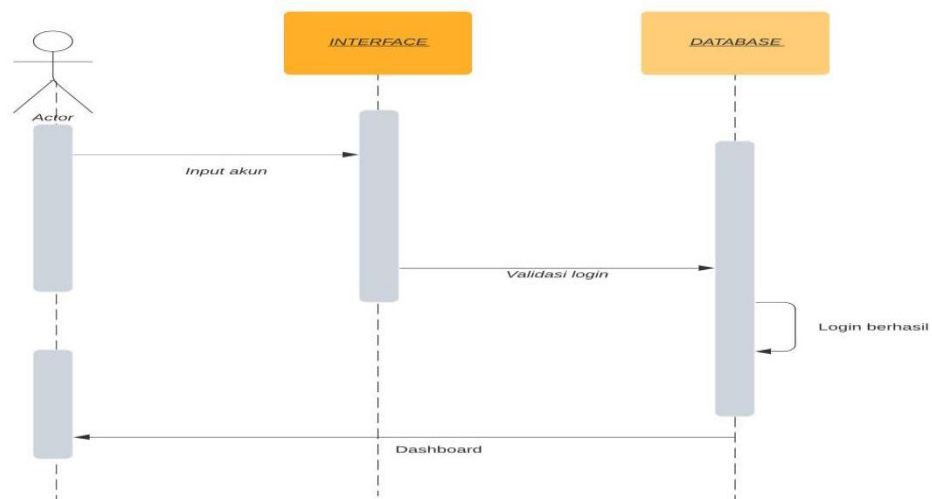 INTERFACE
DATABASE
Actor
Input akun
Validasi login
Login berhasil
Dashboard